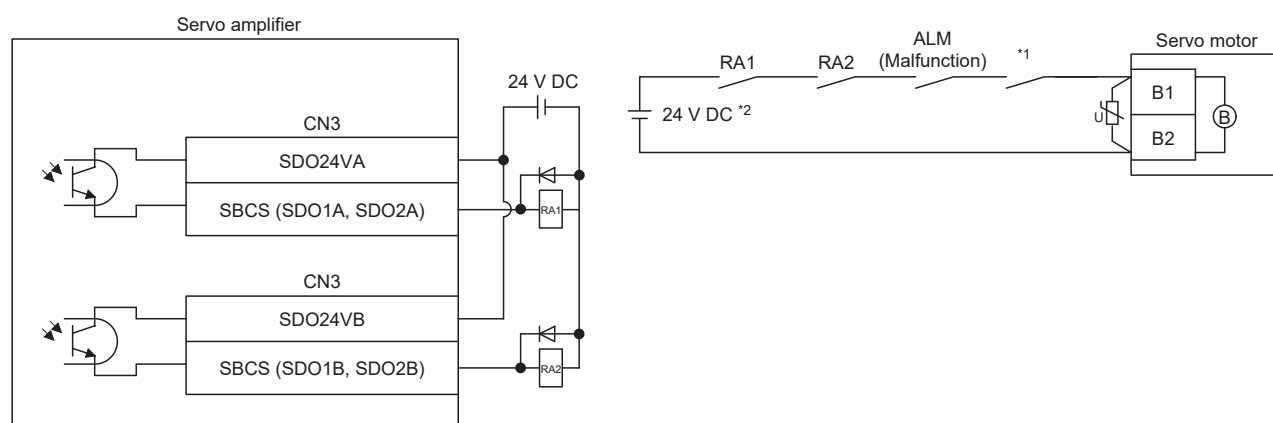 Servo amplifier
24 V DC
CN3
SDO24VA
SBCS (SDO1A, SDO2A)
RA1
CN3
SDO24VB
SBCS (SDO1B, SDO2B)
RA2
RA1
RA2
ALM
(Malfunction)
*1
Servo motor
24 V DC *2
U
B1
B2
B